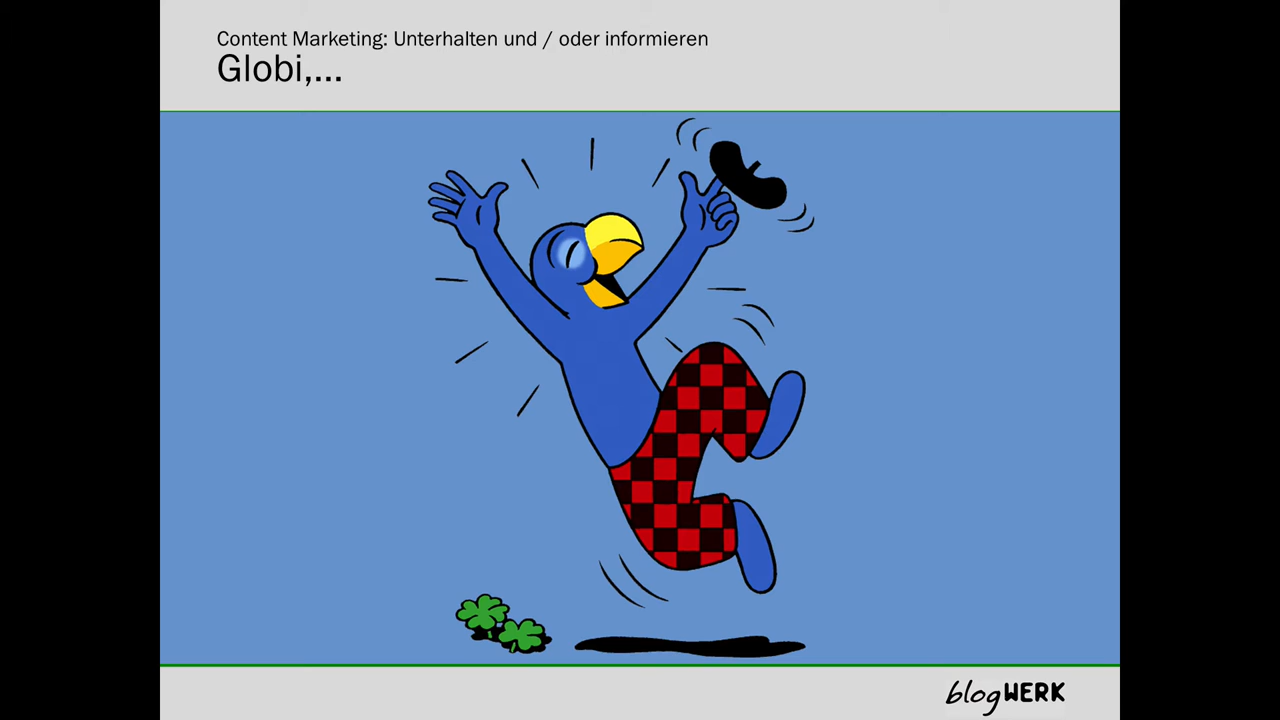 Content Marketing: Unterhalten und / oder informieren
Globi,...
blogWERK